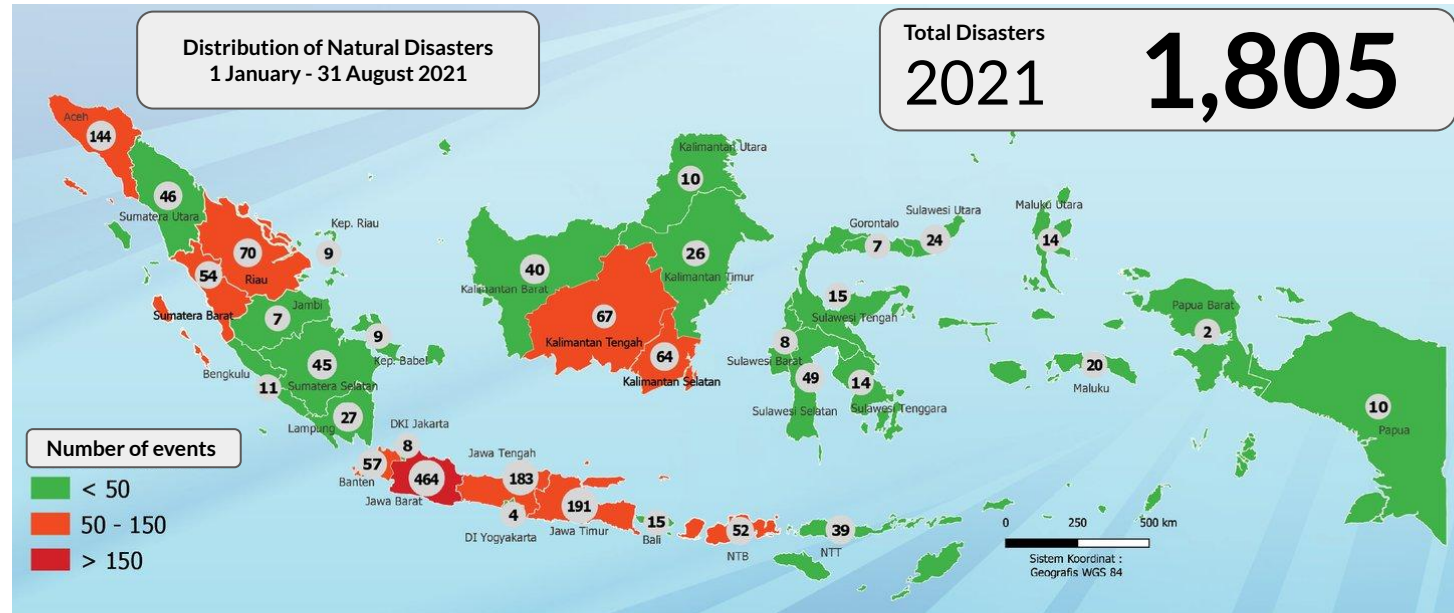 Distribution of Natural Disasters
1 January - 31 August 2021
Total Disasters
2021
1,805
Aceh
144
46
Sumatera Utara
70
Riau
Kep. Riau
9
54
Sumatera Barat
7
Jambi
9
Kep. Babel
45
Sumatera Selatan
Bengkulu
11
27
Lampung
Kalimantan Utara
10
40
Kalimantan Barat
26
Kalimantan Timur
67
Kalimantan Tengah
64
Kalimantan Selatan
Gorontalo
7
Sulawesi Utara
24
15
Sulawesi Tengah
8
Sulawesi Barat
49
Sulawesi Selatan
14
Sulawesi Tenggara
Maluku Utara
14
20
Maluku
Papua Barat
2
10
Papua
DKI Jakarta
8
57
Banten
464
Jawa Barat
Jawa Tengah
183
4
DI Yogyakarta
191
Jawa Timur
15
Bali
52
NTB
39
NTT
Number of events
< 50
50 - 150
> 150
0 250 500 km
Sistem Koordinat :
Geografis WGS 84